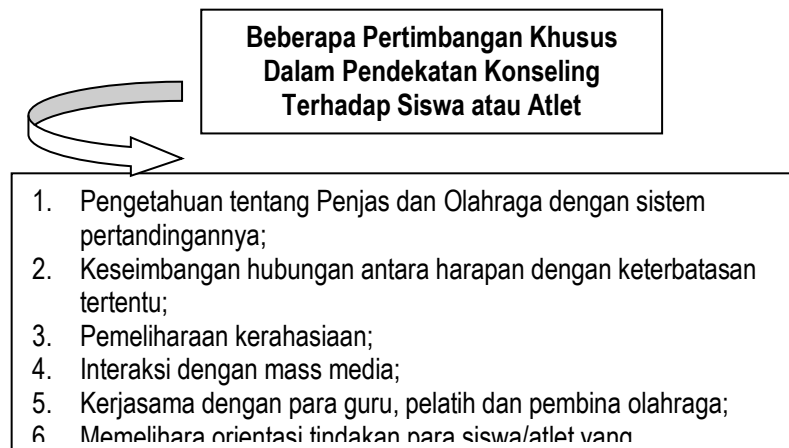 Beberapa Pertimbangan Khusus
Dalam Pendekatan Konseling
Terhadap Siswa atau Atlet
1. Pengetahuan tentang Penjas dan Olahraga dengan sistem
pertandingannya;
2. Keseimbangan hubungan antara harapan dengan keterbatasan
tertentu;
3. Pemeliharaan kerahasiaan;
4. Interaksi dengan mass media;
5. Kerjasama dengan para guru, pelatih dan pembina olahraga;
6. Memelihara orientasi tindakan para siswa/atlet yang